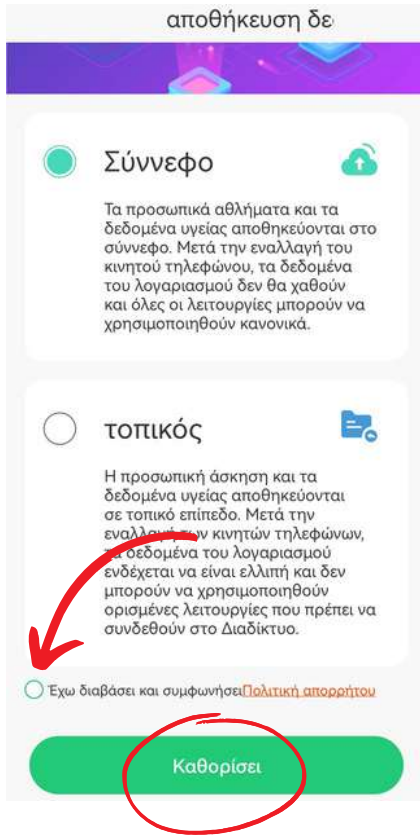 αποθήκευση δε
Σύννεφο
Τα προσωπικά αθλήματα και τα
δεδομένα υγείας αποθηκεύονται στο
σύννεφο. Μετά την εναλλαγή του
κινητού τηλεφώνου, τα δεδομένα
του λογαριασμού δεν θα χαθούν
και όλες οι λειτουργίες μπορούν να
χρησιμοποιηθούν κανονικά.
τοπικός
Η προσωπική άσκηση και τα
δεδομένα υγείας αποθηκεύονται
σε τοπικό επίπεδο. Μετά την
εναλλαγή των κινητών τηλεφώνων,
τα δεδομένα του λογαριασμού
ενδέχεται να είναι ελλιπή και δεν
μπορούν να χρησιμοποιηθούν
ορισμένες λειτουργίες που πρέπει να
συνδεθούν στο Διαδίκτυο.
Έχω διαβάσει και συμφωνήσειΠολιτική απορρήτου
Καθορίσει